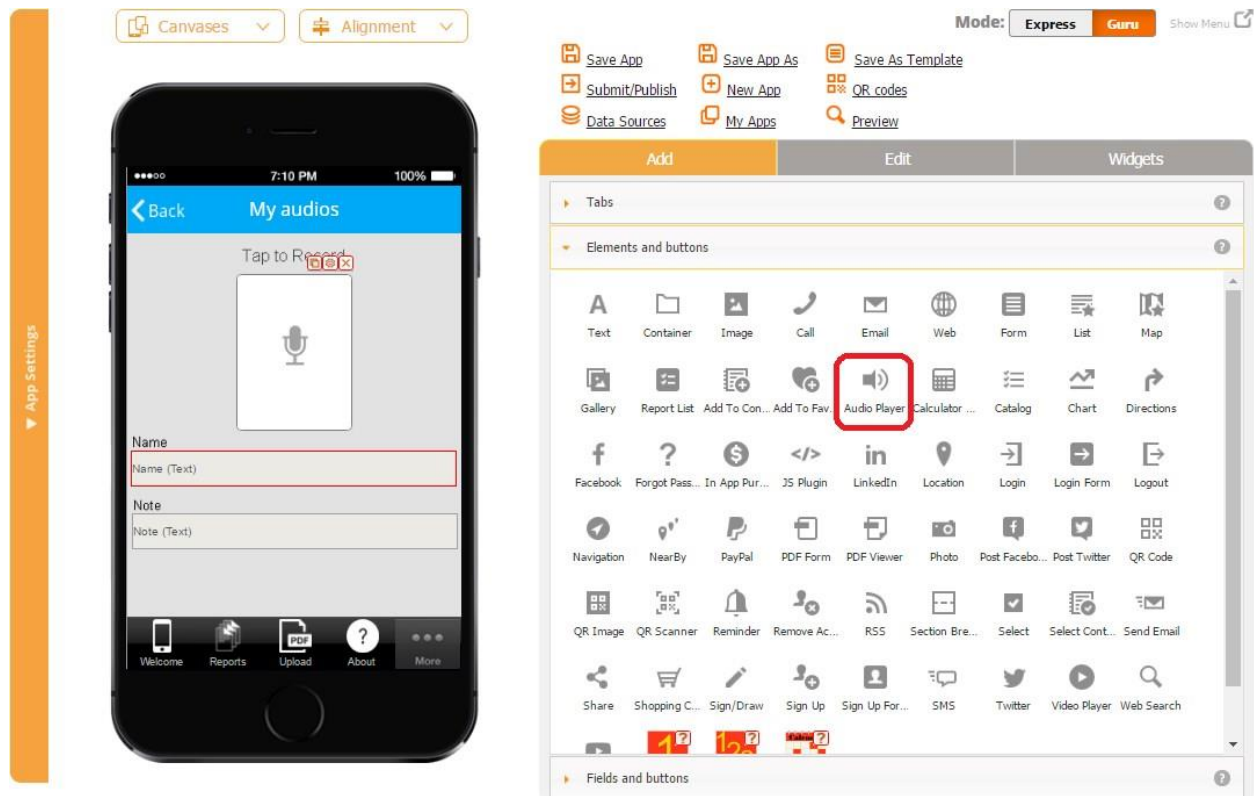 Canvases
Alignment
Mode: Express Guru Show Menu
Save App Save App As Save As Template
Submit/Publish New App QR codes
Data Sources My Apps Preview
Add Edit Widgets
App Settings
7:10 PM 100%
Back My audios
Tap to Record
Name
Name (Text)
Note
Note (Text)
PDF
?
Welcome Reports Upload About More
Tabs ?
Elements and buttons ?
Text Container Image Call Email Web Form List Map
Gallery Report List Add To Con... Add To Fav... Audio Player Calculator ... Catalog Chart Directions
Facebook Forgot Pass... In App Pur... JS Plugin LinkedIn Location Login Login Form Logout
Navigation NearBy PayPal PDF Form PDF Viewer Photo Post Facebo... Post Twitter QR Code
QR Image QR Scanner Reminder Remove Ac... RSS Section Bre... Select Select Cont... Send Email
Share Shopping C... Sign/Draw Sign Up Sign Up For... SMS Twitter Video Player Web Search
Fields and buttons ?